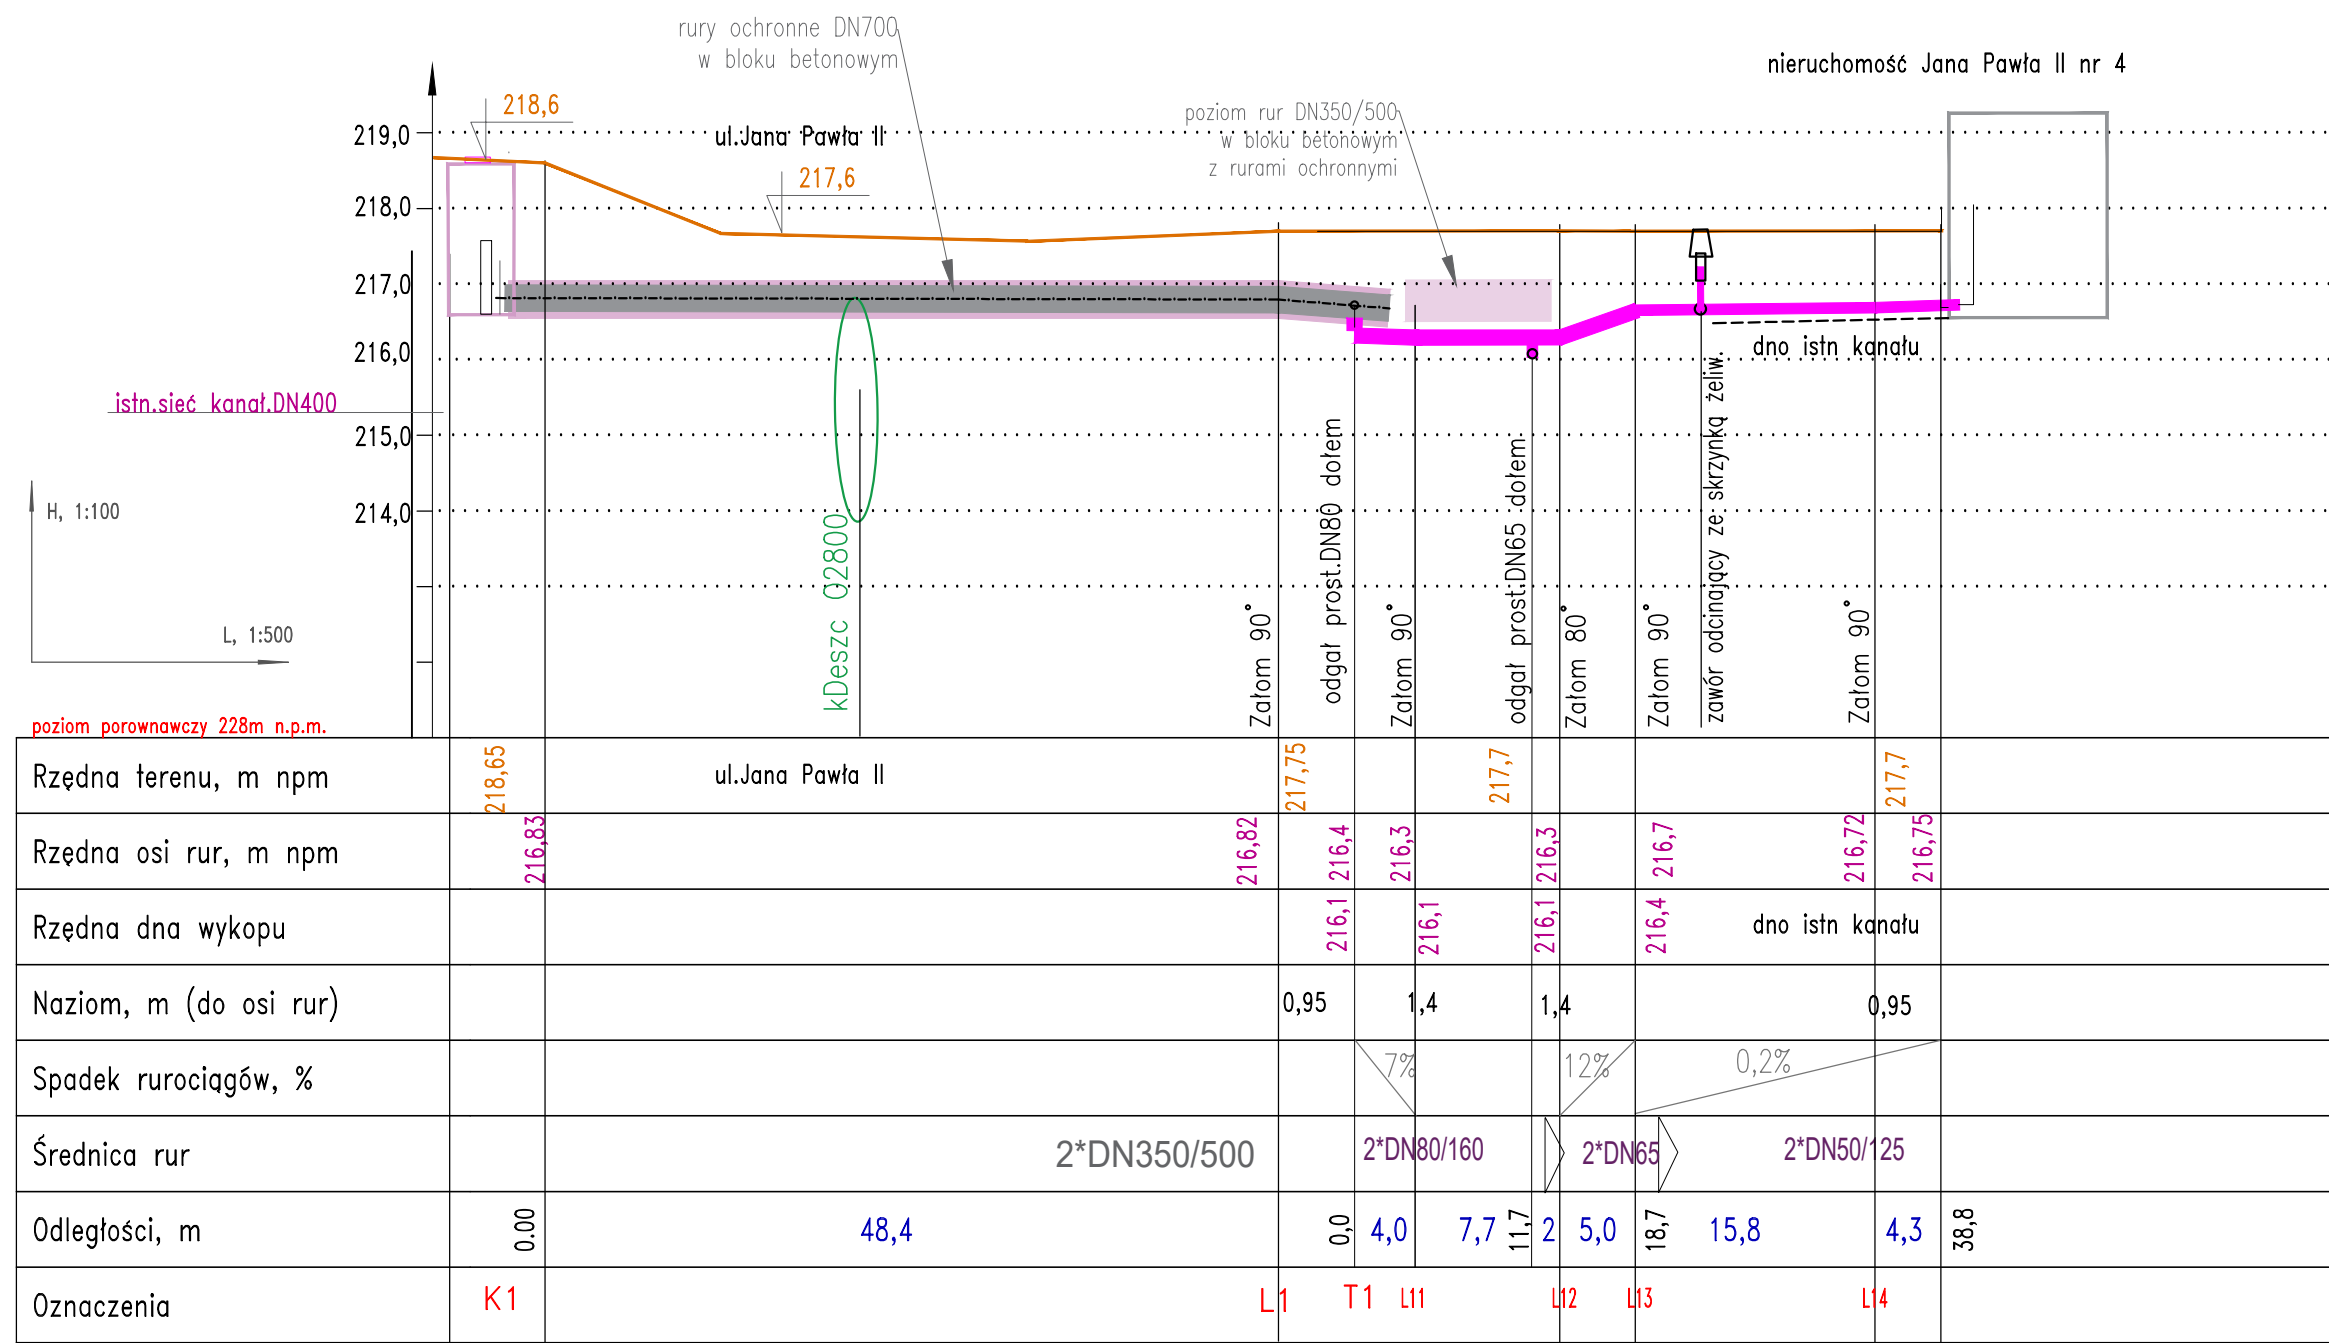 rury ochronne DN700
w bloku betonowym
nieruchomość Jana Pawła II nr 4
218,6
poziom rur DN350/500
w bloku betonowym
z rurami ochronnymi
219,0
ul.Jana Pawła II
217,6
218,0
217,0
216,0
dno istn kanału
istn.sieć kanał.DN400
215,0
214,0
H, 1:100
L, 1:500
kDeszc O2800
Załom 90°
odgał prost.DN80 dołem
Załom 90°
odgał prost.DN65 dołem
Załom 80°
Załom 90°
zawór odcinający ze skrzynką żeliw.
Załom 90°
poziom porownawczy 228m n.p.m.
Rzędna terenu, m npm
218,65
ul.Jana Pawła II
217,75
217,7
217,7
Rzędna osi rur, m npm
216,83
216,82
216,4
216,3
216,3
216,7
216,72
216,75
Rzędna dna wykopu
216,1
216,1
216,1
216,4
dno istn kanału
Naziom, m (do osi rur)
0,95
1,4
1,4
0,95
Spadek rurociągów, %
7%
12%
0,2%
Średnica rur
2*DN350/500
2*DN80/160
2*DN65
2*DN50/125
Odległości, m
0.00
48,4
0,0
4,0
7,7
11,7
2
5,0
18,7
15,8
4,3
38,8
Oznaczenia
K1
L1
T1
L11
L12
L13
L14